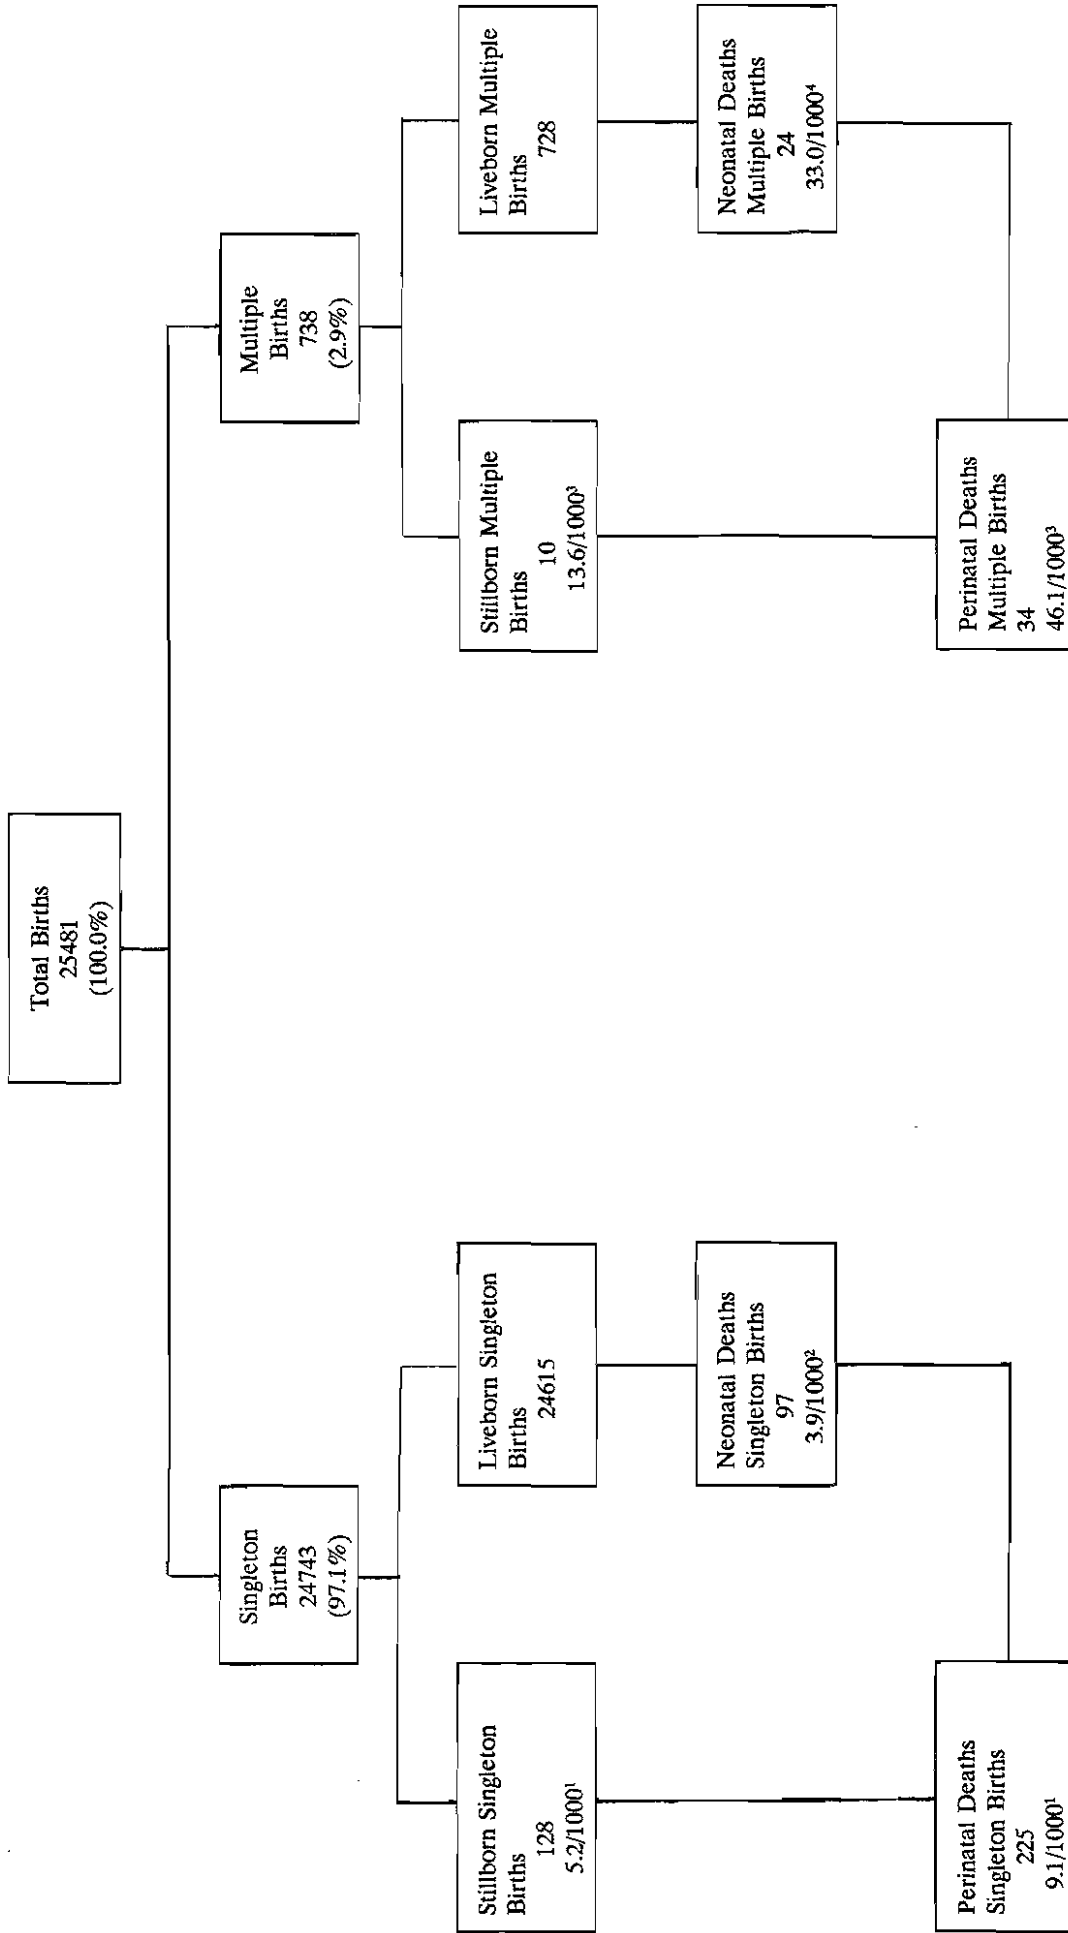 Total Births
25481
(100.0%)
Singleton
Births
24743
(97.1%)
Multiple
Births
738
(2.9%)
Stillborn Singleton
Births
128
5.2/1000¹
Liveborn Singleton
Births
24615
Stillborn Multiple
Births
10
13.6/1000³
Liveborn Multiple
Births
728
Neonatal Deaths
Singleton Births
97
3.9/1000²
Neonatal Deaths
Multiple Births
24
33.0/1000⁴
Perinatal Deaths
Singleton Births
225
9.1/1000¹
Perinatal Deaths
Multiple Births
34
46.1/1000³